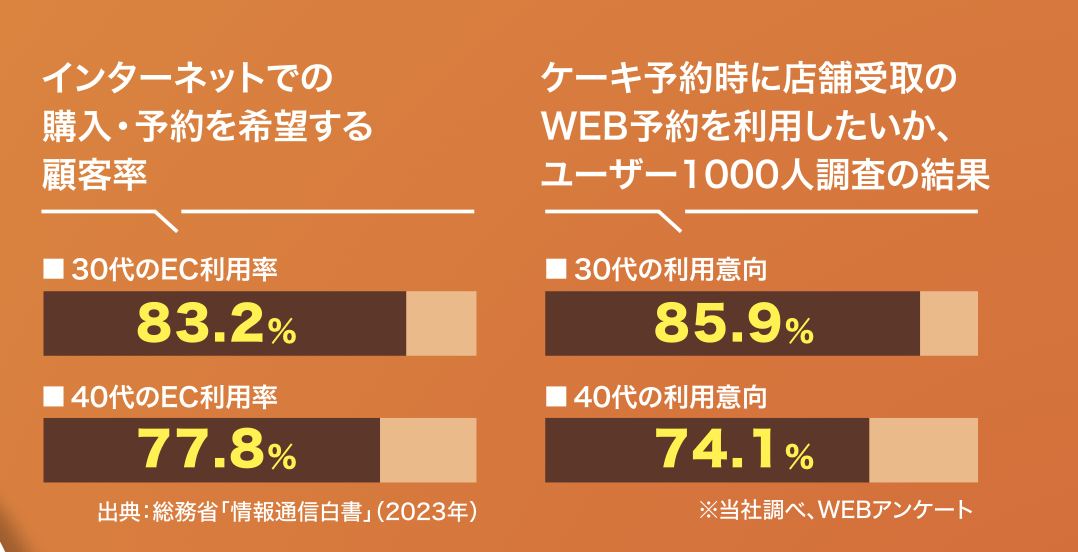 インターネットでの
購入・予約を希望する
顧客率
■ 30代のEC利用率
83.2%
■ 40代のEC利用率
77.8%
出典:総務省「情報通信白書」(2023年)
ケーキ予約時に店舗受取の
WEB予約を利用したいか、
ユーザー1000人調査の結果
■ 30代の利用意向
85.9%
■ 40代の利用意向
74.1%
※当社調べ、WEBアンケート